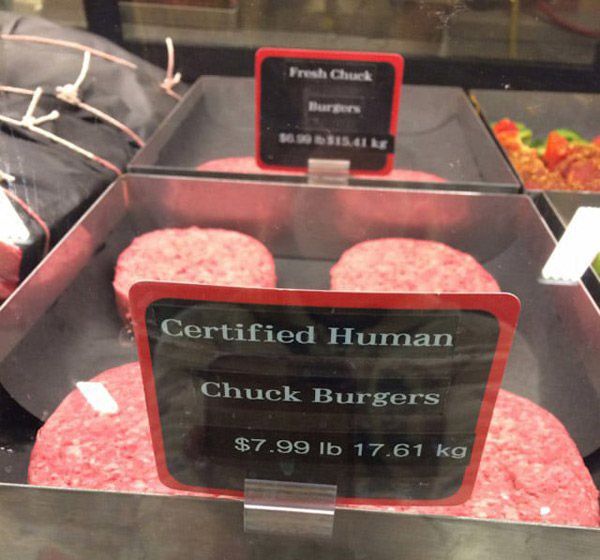 Fresh Chuck
Burgers
$6.99 lb $15.41 kg
Certified Human
Chuck Burgers
$7.99 lb 17.61 kg